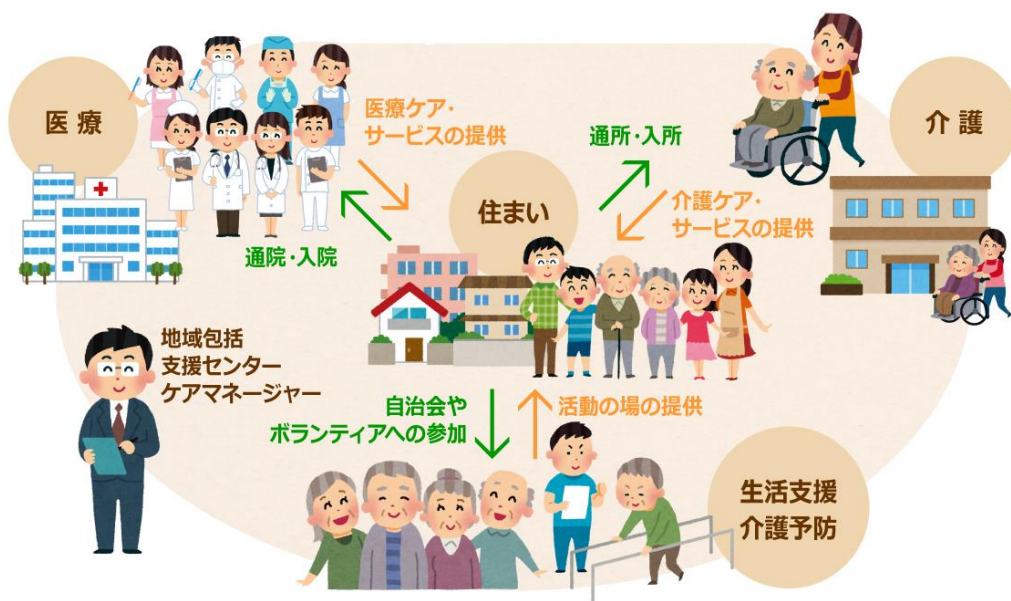 医療
医療ケア・
サービスの提供
通所・入所
介護
住まい
介護ケア・
サービスの提供
通院・入院
地域包括
支援センター
ケアマネージャー
自治会や
ボランティアへの参加
活動の場の提供
生活支援
介護予防